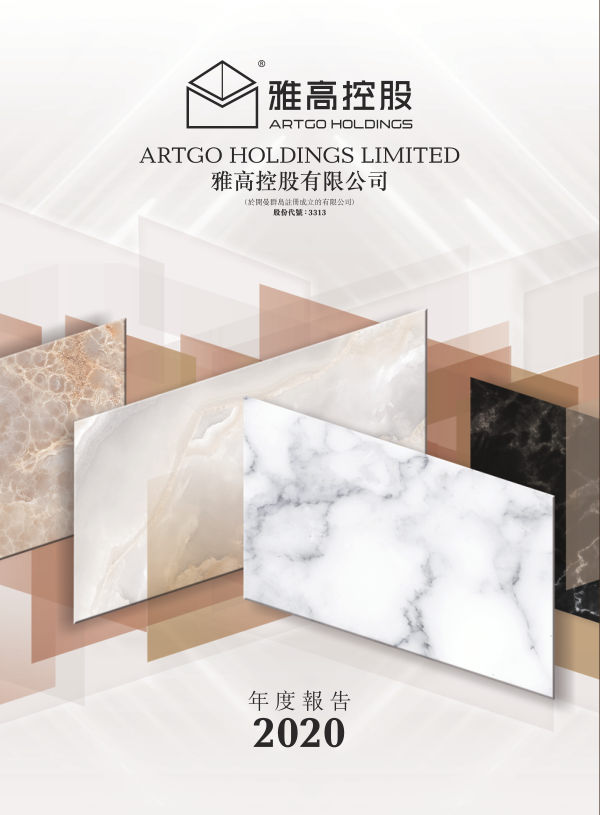 ®
雅高控股
ARTGO HOLDINGS
ARTGO HOLDINGS LIMITED
雅高控股有限公司
(於開曼群島註冊成立的有限公司)
股份代號:3313
年度報告
2020